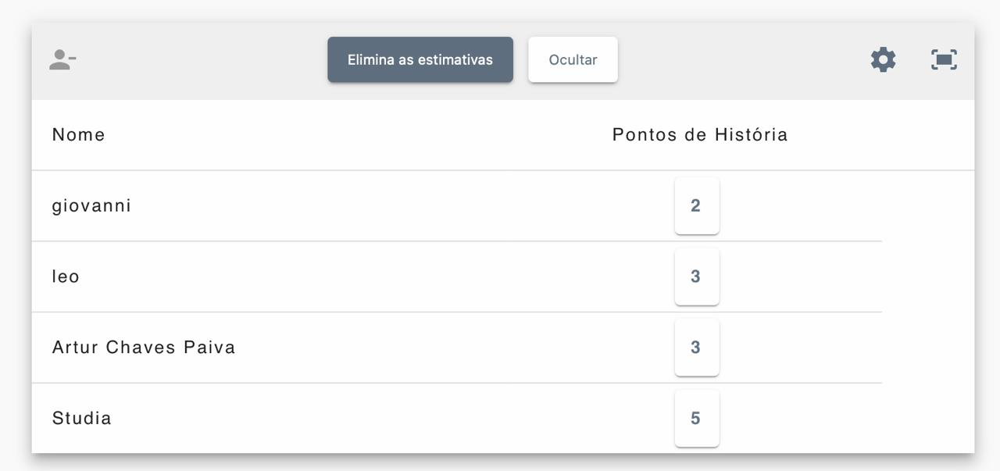 Elimina as estimativas Ocultar
Nome Pontos de História
giovanni 2
leo 3
Artur Chaves Paiva 3
Studia 5